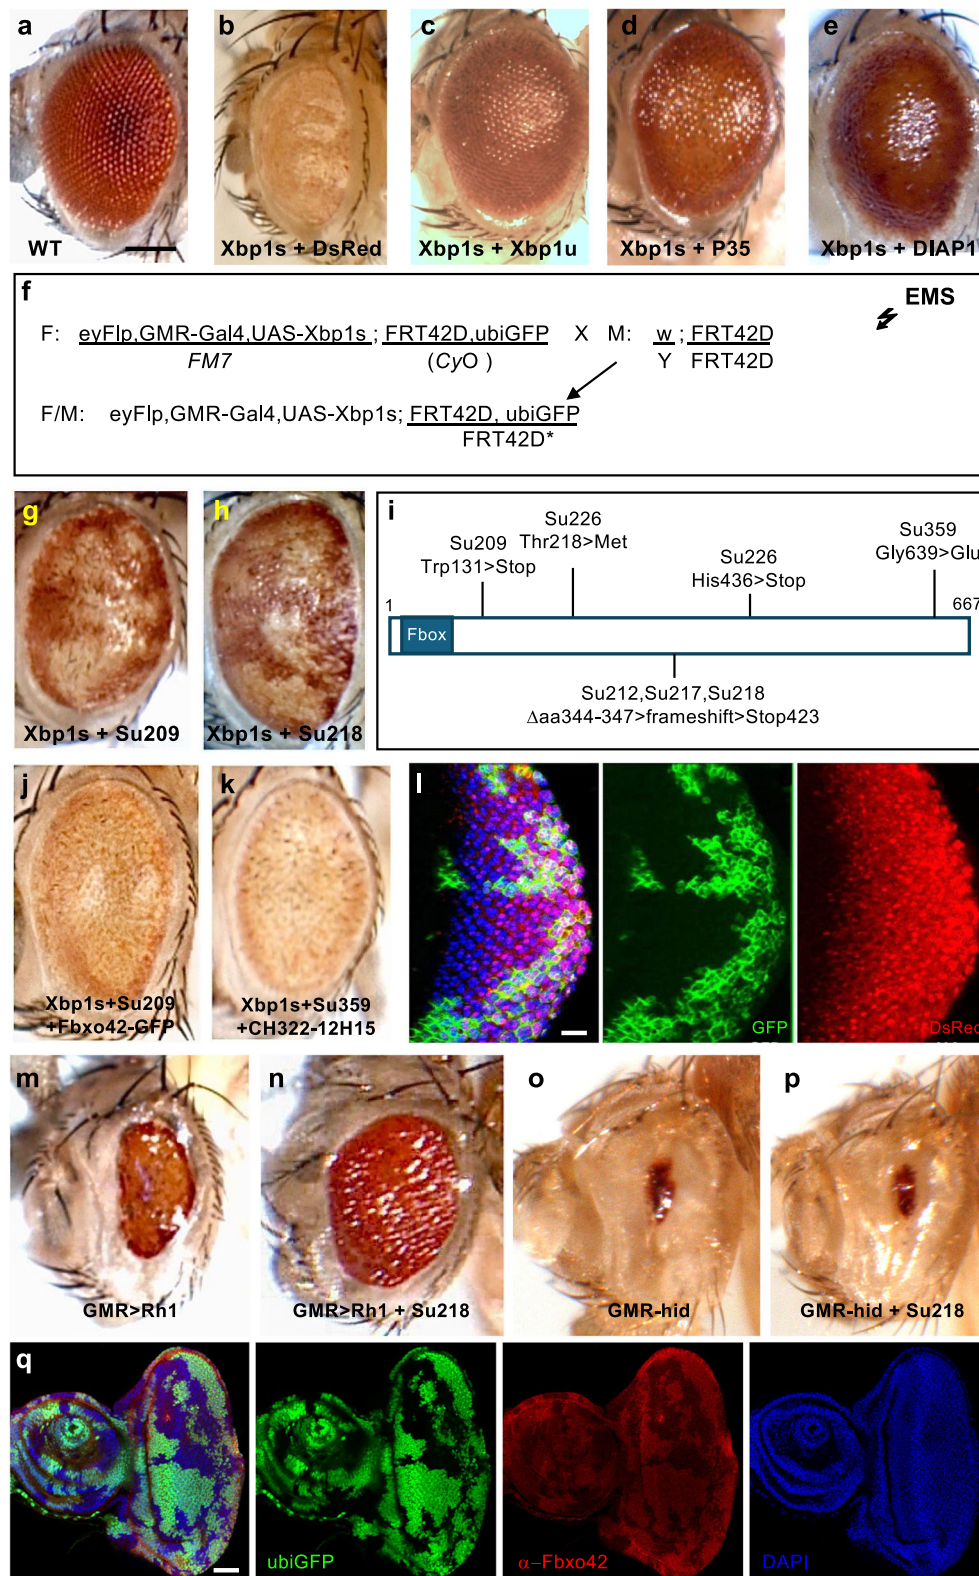 a
b
c
d
e
WT
Xbp1s + DsRed
Xbp1s + Xbp1u
Xbp1s + P35
Xbp1s + DIAP1
f
EMS
F: eyFlp,GMR-Gal4,UAS-Xbp1s ; FRT42D,ubiGFP X M: w ; FRT42D
FM7 (CyO ) Y FRT42D
F/M: eyFlp,GMR-Gal4,UAS-Xbp1s; FRT42D, ubiGFP
FRT42D*
g
h
Xbp1s + Su209
Xbp1s + Su218
i
Su209
Trp131>Stop
Su226
Thr218>Met
Su226
His436>Stop
Su359
Gly639>Glu
1
667
Fbox
Su212,Su217,Su218
Δaa344-347>frameshift>Stop423
j
k
l
Xbp1s+Su209
+Fbxo42-GFP
Xbp1s+Su359
+CH322-12H15
GFP
DsRed
m
n
o
p
GMR>Rh1
GMR>Rh1 + Su218
GMR-hid
GMR-hid + Su218
q
ubiGFP
α–Fbxo42
DAPI